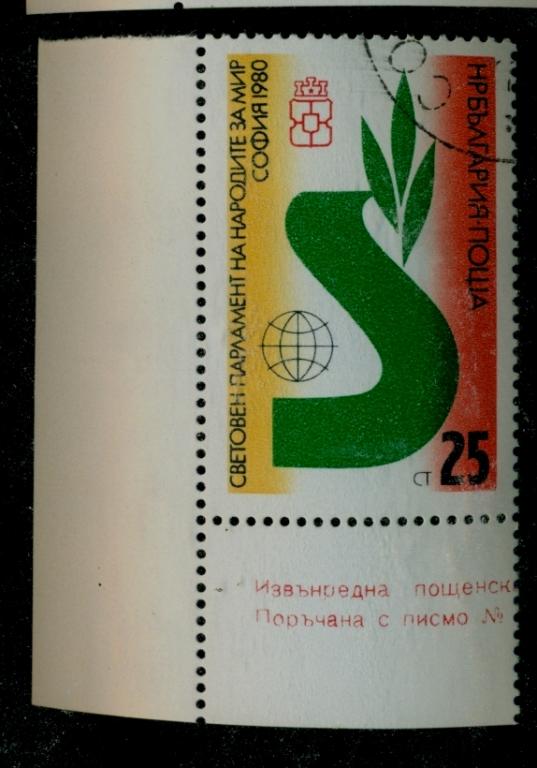 СВЕТОВЕН ПАРЛАМЕНТ НА НАРОДИТЕ ЗА МИР
СОФИЯ 1980
НР БЪЛГАРИЯ·ПОЩА
СТ 25
Извънредна пощенск
Поръчана с писмо №